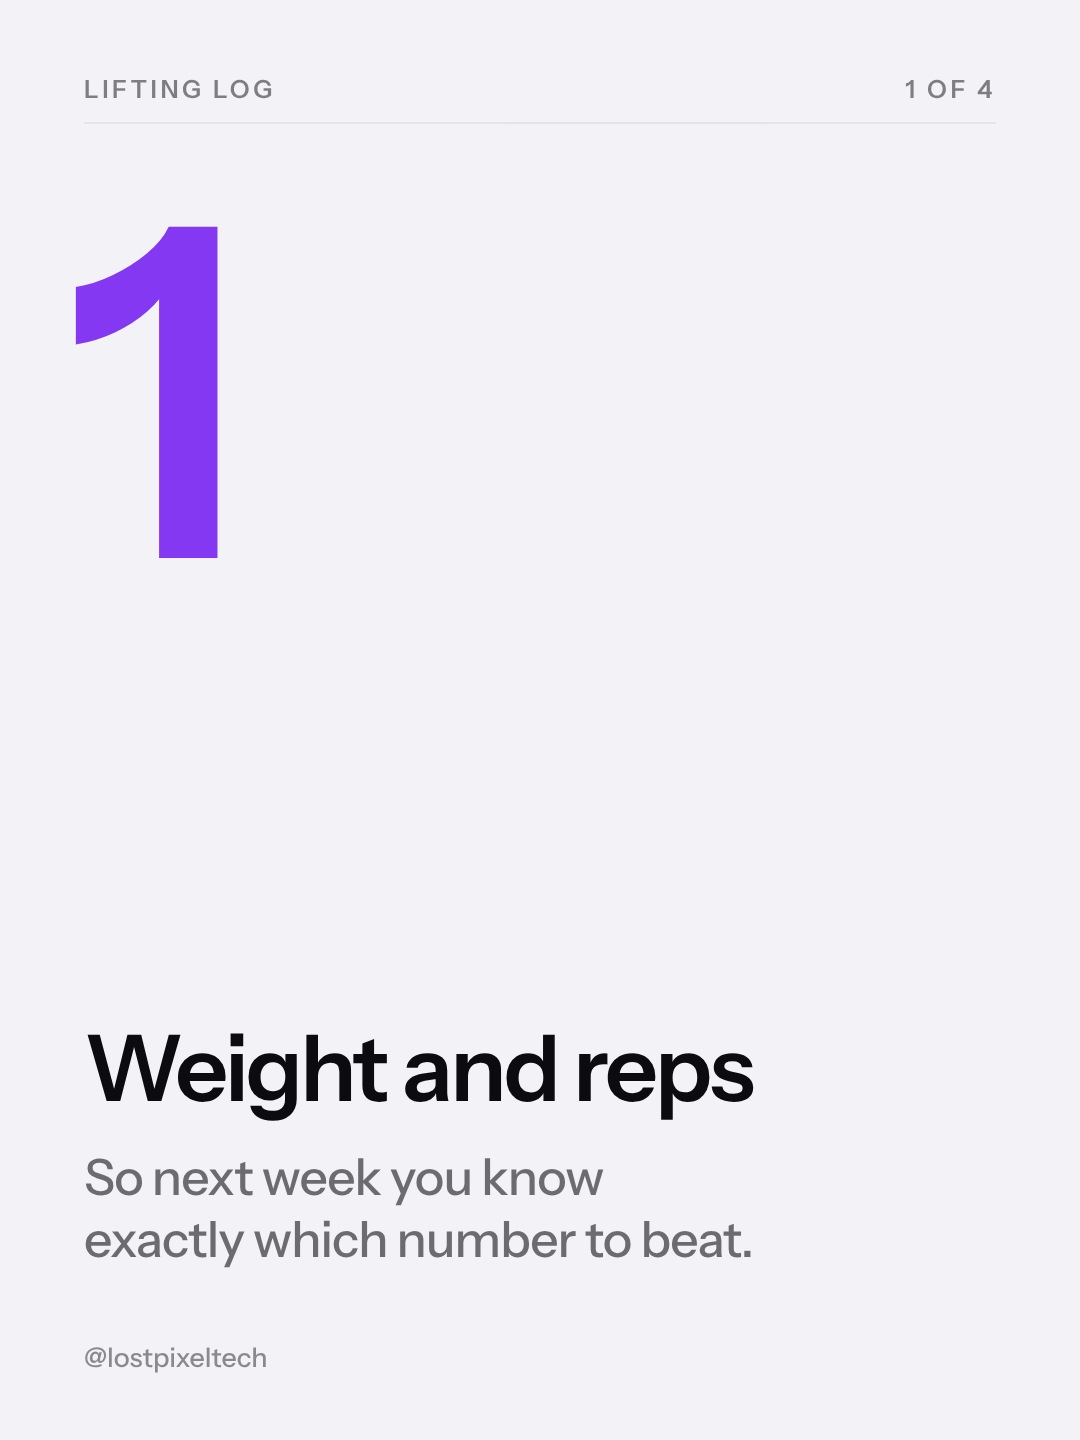 LIFTING LOG
1 OF 4
1
Weight and reps
So next week you know
exactly which number to beat.
@lostpixeltech